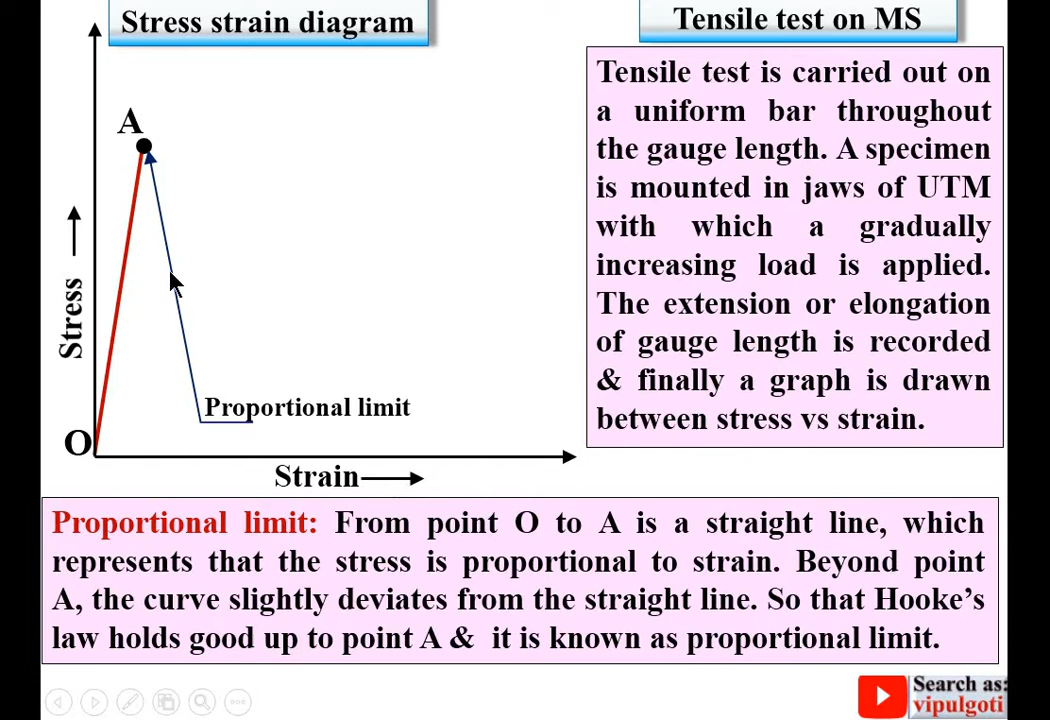 Stress strain diagram
Tensile test on MS
A
Stress
Proportional limit
O
Strain
Tensile test is carried out on
a uniform bar throughout
the gauge length. A specimen
is mounted in jaws of UTM
with which a gradually
increasing load is applied.
The extension or elongation
of gauge length is recorded
& finally a graph is drawn
between stress vs strain.
Proportional limit: From point O to A is a straight line, which
represents that the stress is proportional to strain. Beyond point
A, the curve slightly deviates from the straight line. So that Hooke's
law holds good up to point A & it is known as proportional limit.
Search as:
vipulgoti